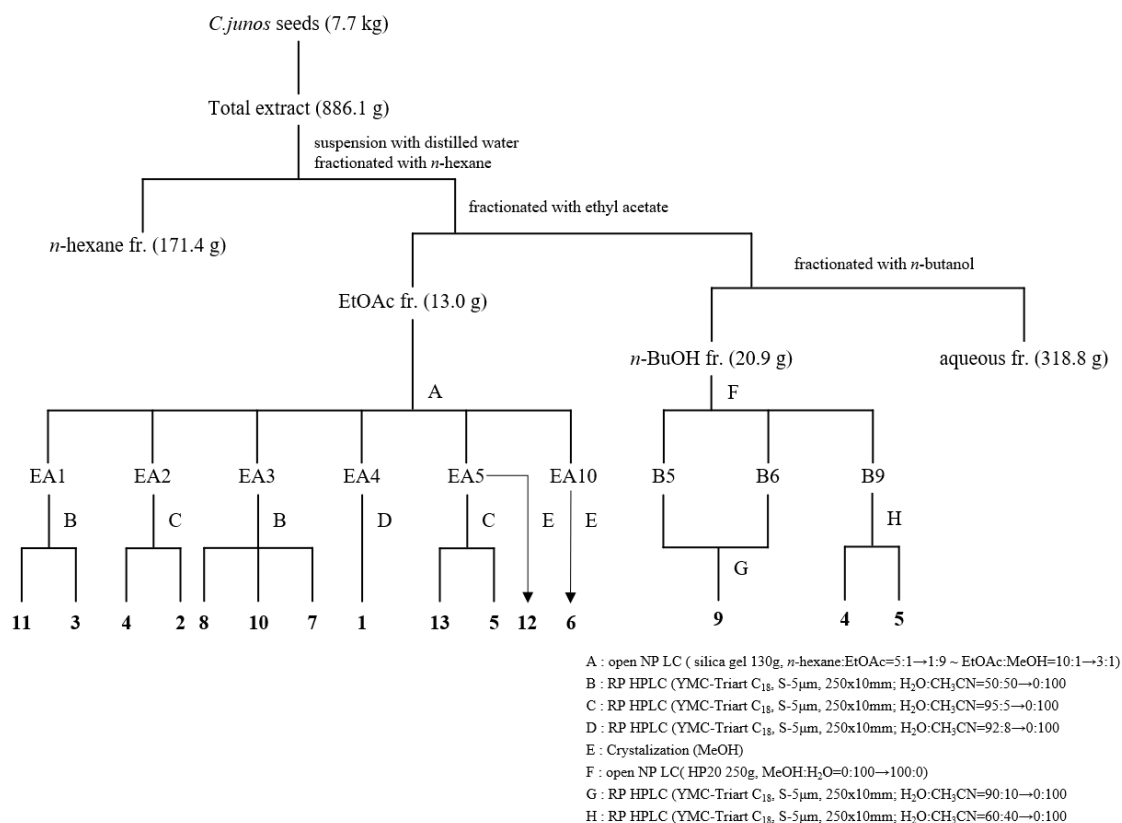 C.junos seeds (7.7 kg)
Total extract (886.1 g)
suspension with distilled water
fractionated with n-hexane
fractionated with ethyl acetate
n-hexane fr. (171.4 g)
fractionated with n-butanol
EtOAc fr. (13.0 g)
n-BuOH fr. (20.9 g)
aqueous fr. (318.8 g)
A
F
EA1 EA2 EA3 EA4 EA5 EA10 B5 B6 B9
B C B D C E E H
G
11 3 4 2 8 10 7 1 13 5 12 6 9 4 5
A : open NP LC ( silica gel 130g, n-hexane:EtOAc=5:1→1:9 ~ EtOAc:MeOH=10:1→3:1)
B : RP HPLC (YMC-Triart C18, S-5μm, 250x10mm; H2O:CH3CN=50:50→0:100
C : RP HPLC (YMC-Triart C18, S-5μm, 250x10mm; H2O:CH3CN=95:5→0:100
D : RP HPLC (YMC-Triart C18, S-5μm, 250x10mm; H2O:CH3CN=92:8→0:100
E : Crystalization (MeOH)
F : open NP LC( HP20 250g, MeOH:H2O=0:100→100:0)
G : RP HPLC (YMC-Triart C18, S-5μm, 250x10mm; H2O:CH3CN=90:10→0:100
H : RP HPLC (YMC-Triart C18, S-5μm, 250x10mm; H2O:CH3CN=60:40→0:100